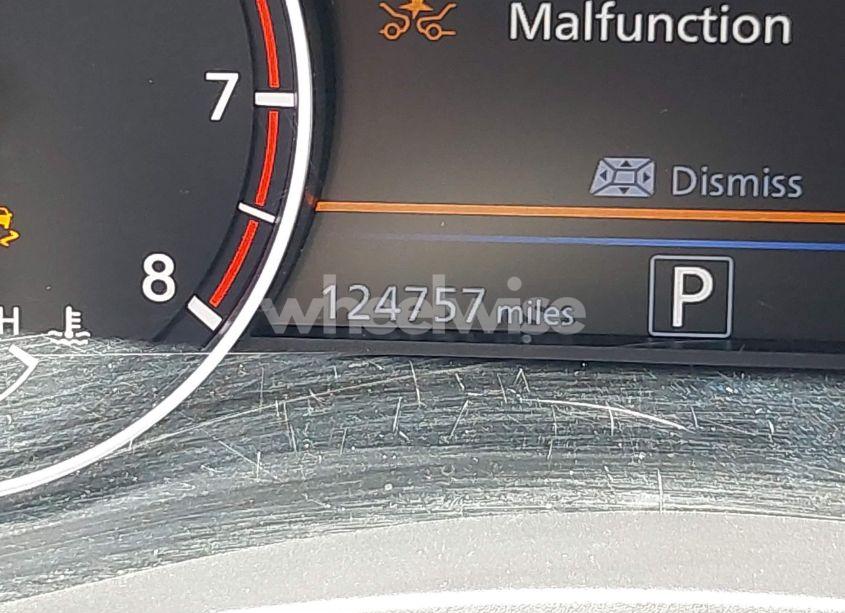 Malfunction
7
Dismiss
8
124757 miles
P
H
wheelwise